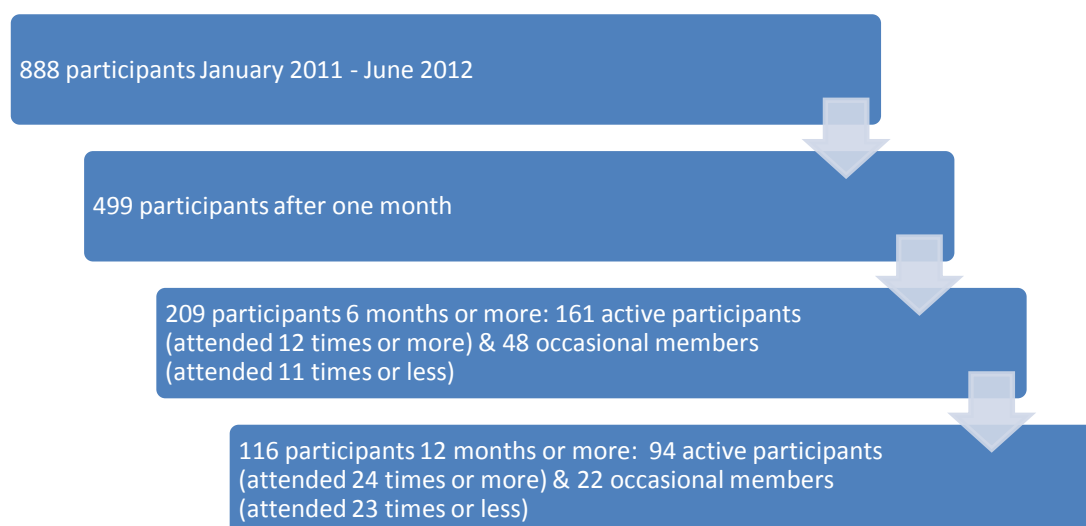 888 participants January 2011 - June 2012
499 participants after one month
209 participants 6 months or more: 161 active participants
(attended 12 times or more) & 48 occasional members
(attended 11 times or less)
116 participants 12 months or more:  94 active participants
(attended 24 times or more) & 22 occasional members
(attended 23 times or less)